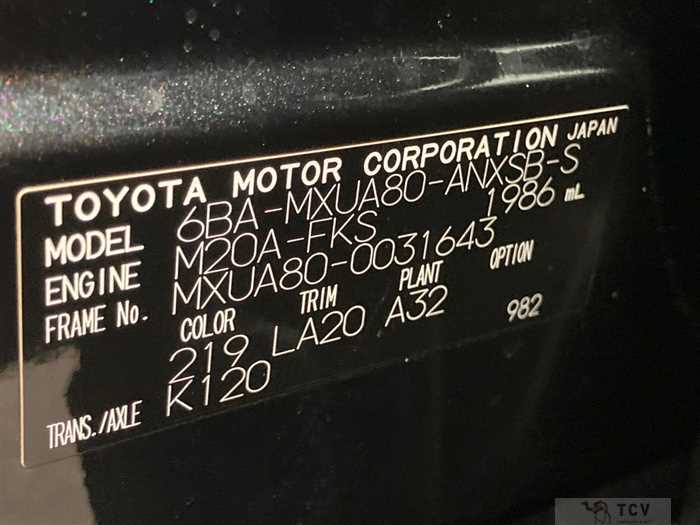 TOYOTA MOTOR CORPORATION JAPAN
MODEL 6BA-MXUA80-ANXSB-S
ENGINE M20A-FKS 1986 mL
FRAME No. MXUA80-0031643
COLOR TRIM PLANT OPTION
219 LA20 A32 982
TRANS./AXLE K120
TCV